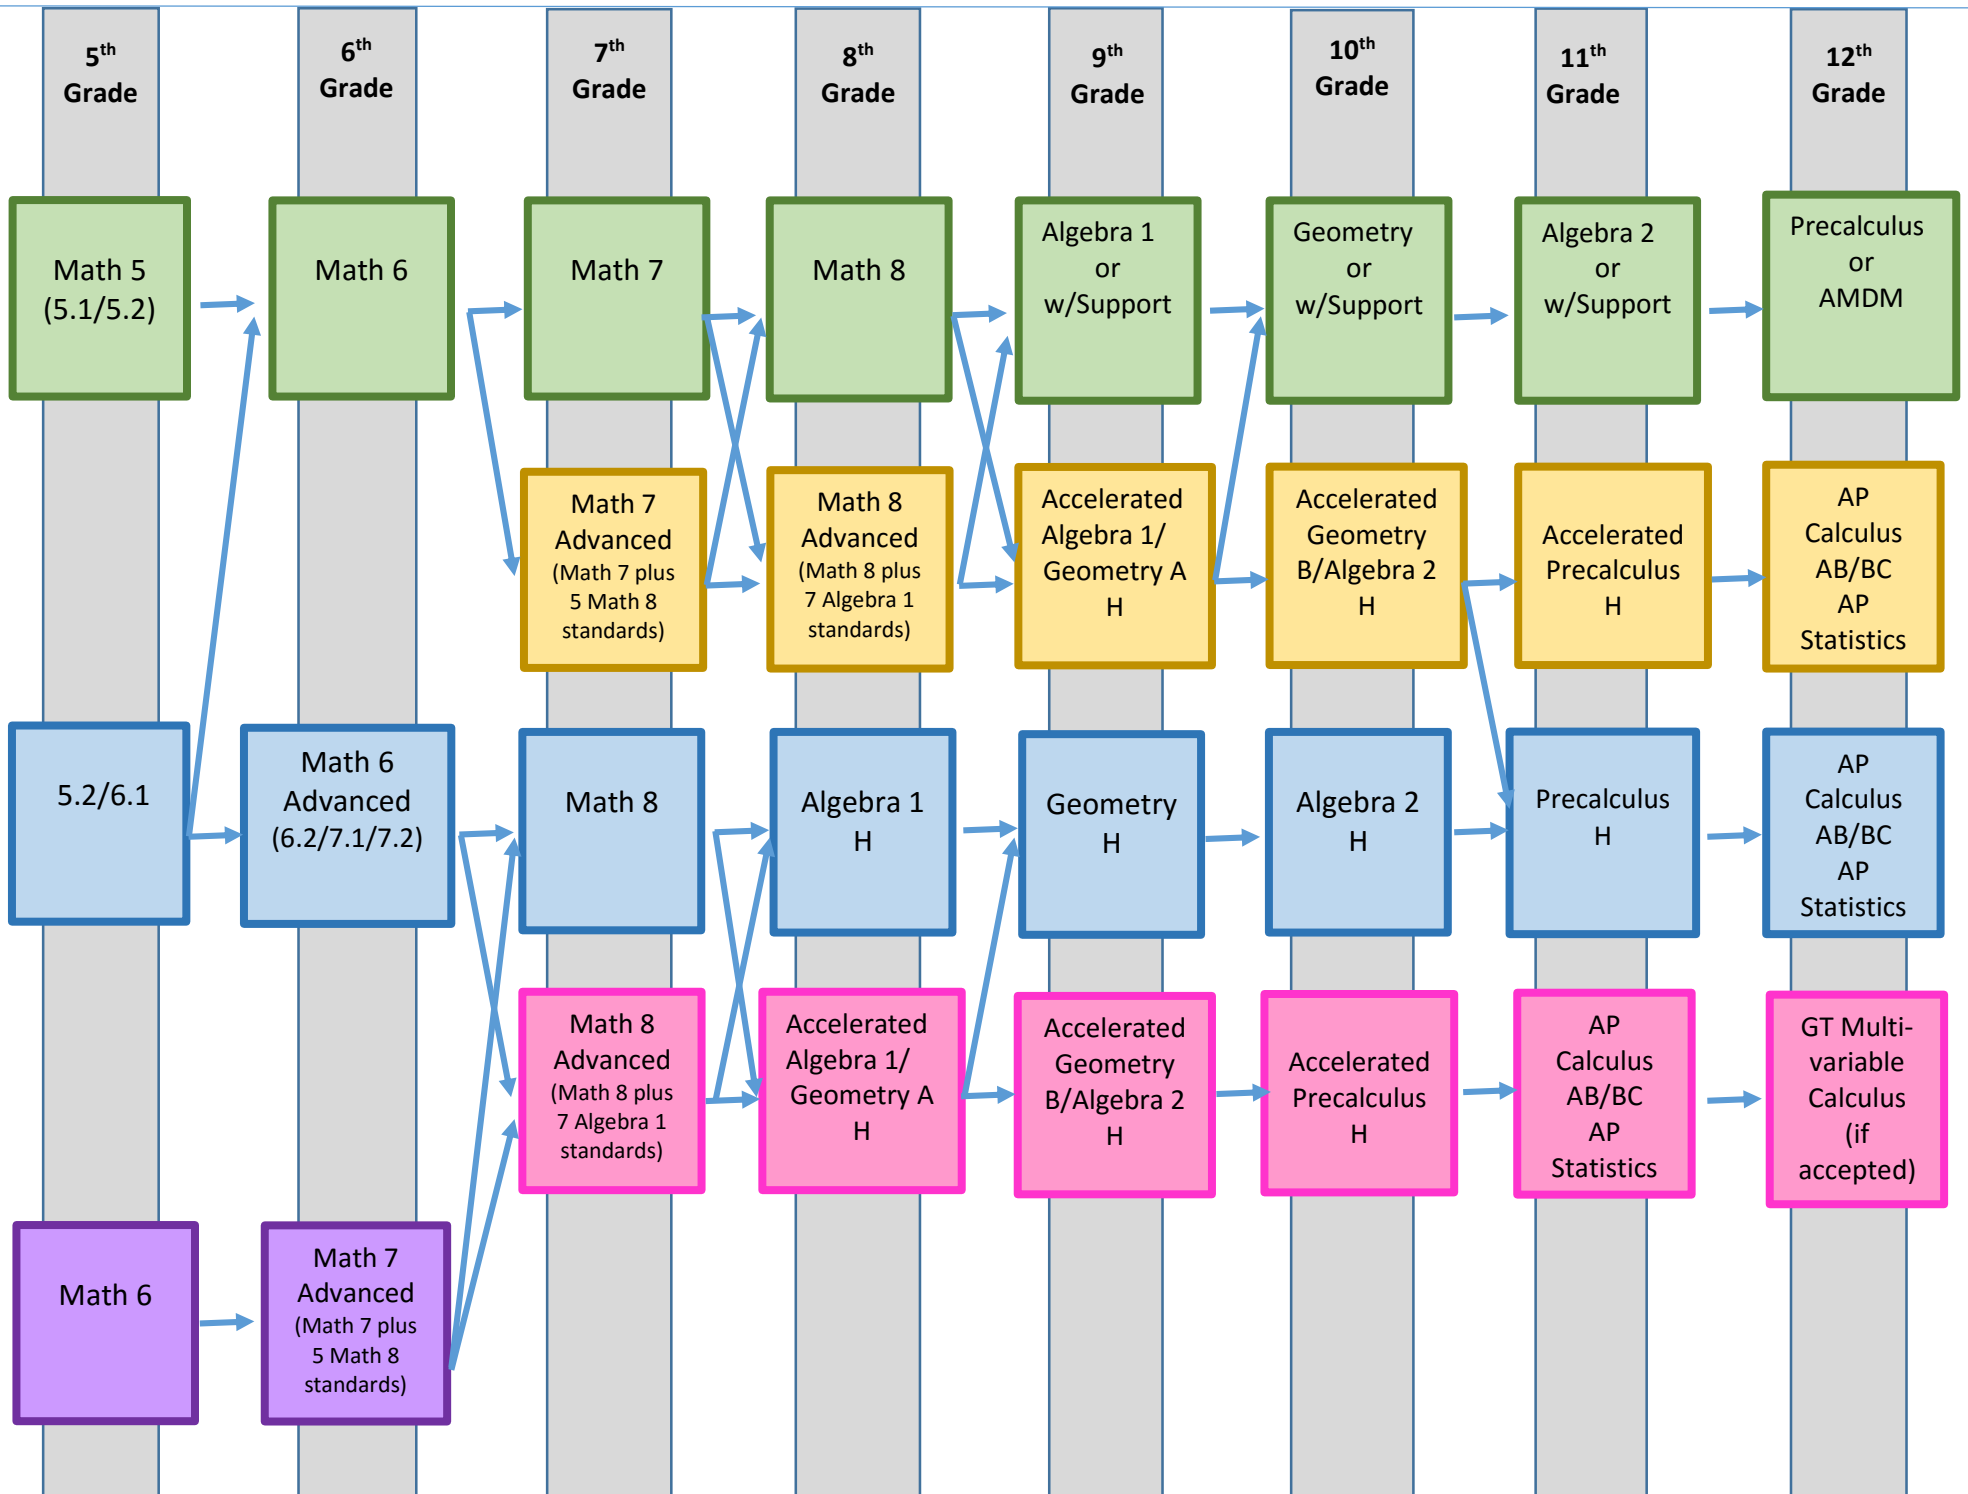 5th
Grade
6th
Grade
7th
Grade
8th
Grade
9th
Grade
10th
Grade
11th
Grade
12th
Grade
Math 5
(5.1/5.2)
Math 6
Math 7
Math 8
Algebra 1
or
w/Support
Geometry
or
w/Support
Algebra 2
or
w/Support
Precalculus
or
AMDM
Math 7
Advanced
(Math 7 plus
5 Math 8
standards)
Math 8
Advanced
(Math 8 plus
7 Algebra 1
standards)
Accelerated
Algebra 1/
Geometry A
H
Accelerated
Geometry
B/Algebra 2
H
Accelerated
Precalculus
H
AP
Calculus
AB/BC
AP
Statistics
5.2/6.1
Math 6
Advanced
(6.2/7.1/7.2)
Math 8
Algebra 1
H
Geometry
H
Algebra 2
H
Precalculus
H
AP
Calculus
AB/BC
AP
Statistics
Math 8
Advanced
(Math 8 plus
7 Algebra 1
standards)
Accelerated
Algebra 1/
Geometry A
H
Accelerated
Geometry
B/Algebra 2
H
Accelerated
Precalculus
H
AP
Calculus
AB/BC
AP
Statistics
GT Multi-
variable
Calculus
(if
accepted)
Math 6
Math 7
Advanced
(Math 7 plus
5 Math 8
standards)